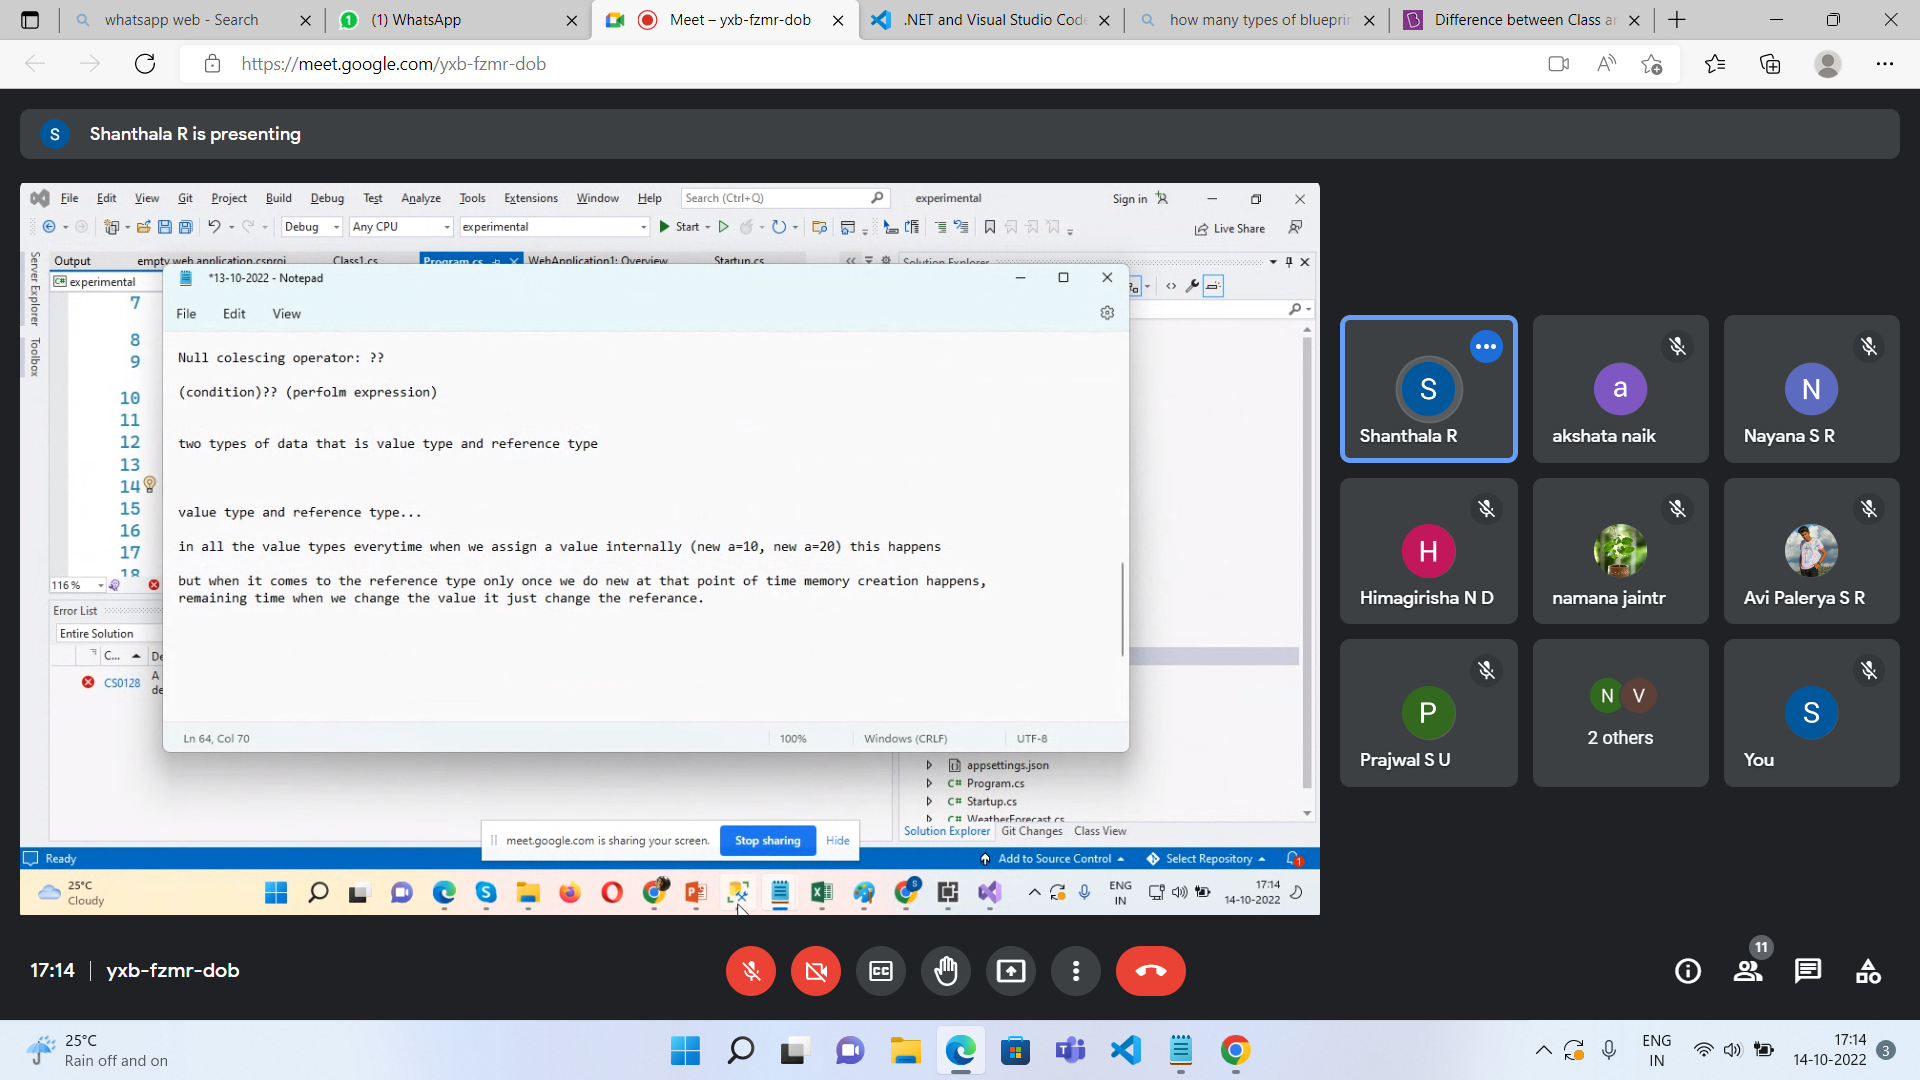 whatsapp web - Search
(1) WhatsApp
Meet – yxb-fzmr-dob
.NET and Visual Studio Code
how many types of blueprin
Difference between Class an
https://meet.google.com/yxb-fzmr-dob
S Shanthala R is presenting
File Edit View Git Project Build Debug Test Analyze Tools Extensions Window Help Search (Ctrl+Q) experimental Sign in
Debug Any CPU experimental Start Live Share
Server Explorer
Toolbox
Output empty web application.csproj Class1.cs Program.cs WebApplication1: Overview Startup.cs Solution Explorer
C# experimental
*13-10-2022 - Notepad
File Edit View
7
8
9
10
11
12
13
14
15
16
17
18
Null colescing operator: ??
(condition)?? (perfolm expression)
two types of data that is value type and reference type
value type and reference type...
in all the value types everytime when we assign a value internally (new a=10, new a=20) this happens
but when it comes to the reference type only once we do new at that point of time memory creation happens,
remaining time when we change the value it just change the referance.
116 %
Error List
Entire Solution
C... De
CS0128 A
de
Ln 64, Col 70 100% Windows (CRLF) UTF-8
appsettings.json
C# Program.cs
C# Startup.cs
C# WeatherForecast.cs
Solution Explorer Git Changes Class View
meet.google.com is sharing your screen. Stop sharing Hide
Ready Add to Source Control Select Repository 1
25°C
Cloudy
ENG
IN
17:14
14-10-2022
S
Shanthala R
a
akshata naik
N
Nayana S R
H
Himagirisha N D
namana jaintr
Avi Palerya S R
P
Prajwal S U
N V
2 others
S
You
17:14 yxb-fzmr-dob
CC
11
25°C
Rain off and on
ENG
IN
17:14
14-10-2022
3